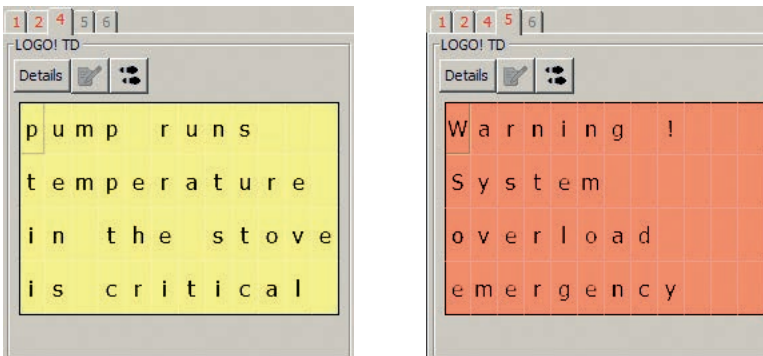 1 2 4 5 6
LOGO! TD
Details
pump runs
temperature
in the stove
is critical
1 2 4 5 6
LOGO! TD
Details
Warning !
System
overload
emergency